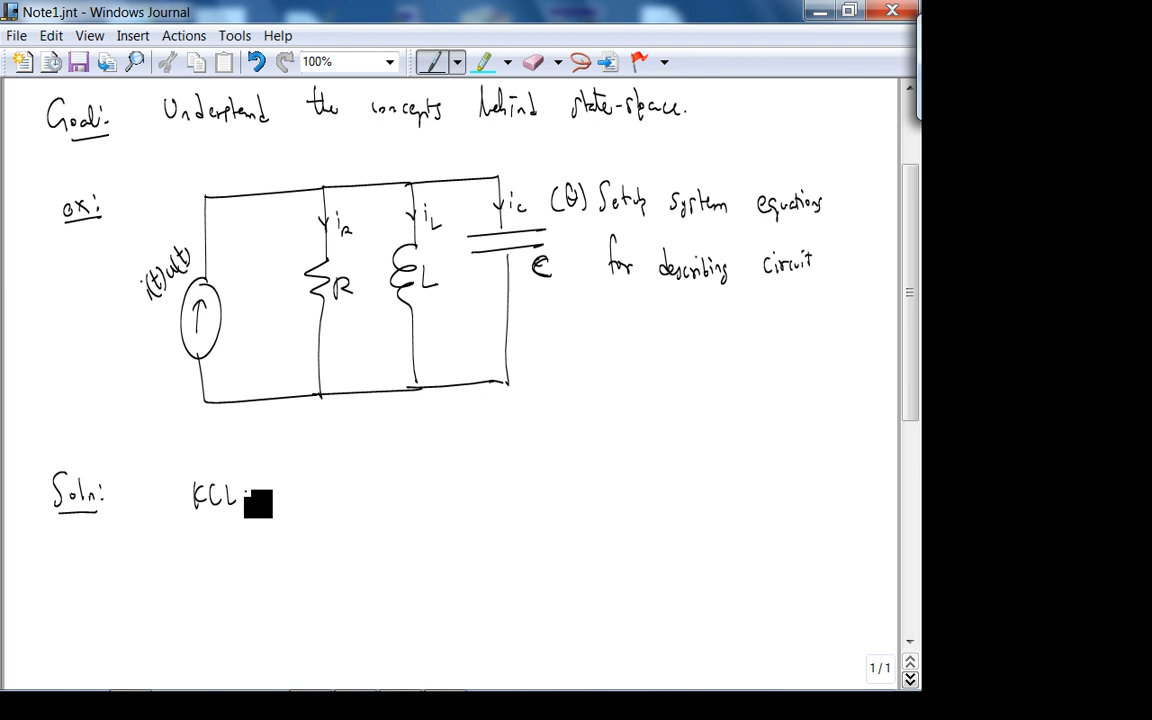 Note1.jnt - Windows Journal
File Edit View Insert Actions Tools Help
100%
Goal: Understand the concepts behind state-space.
ex:
i(t)u(t)
iR
R
iL
L
ic
C
Setup system equations
for describing circuit
Soln: KCL:
1 / 1